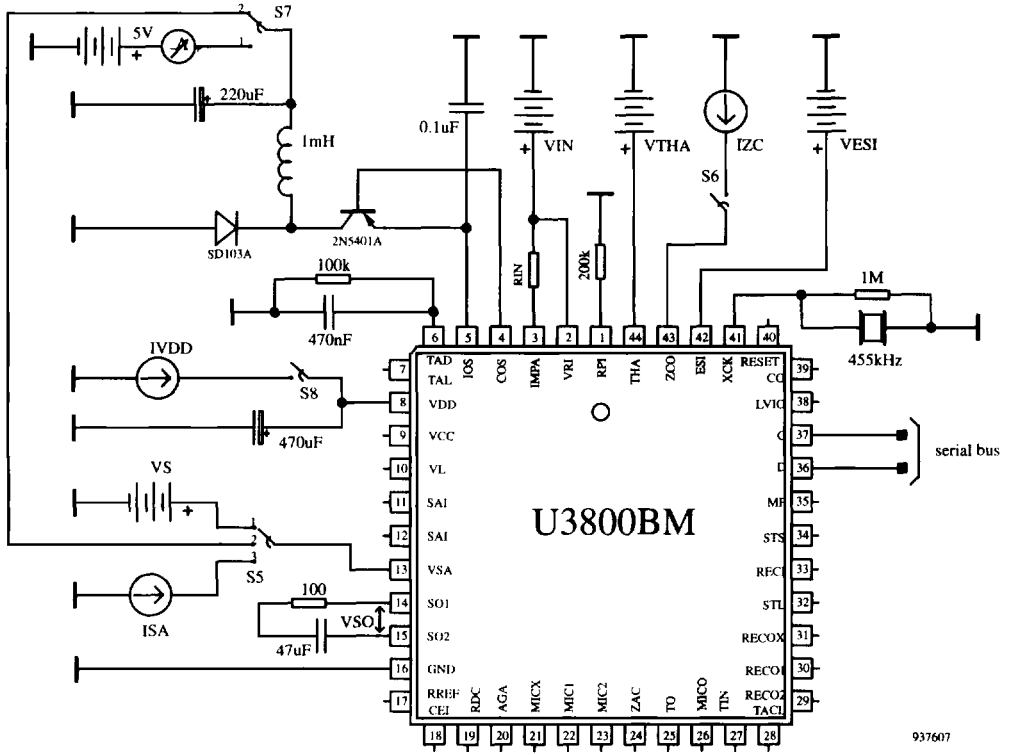 2
S7
5V
+
1
220uF
+
1mH
0.1uF
VIN
+
VTHA
+
IZC
VESI
+
S6
SD103A
2N5401A
100k
470nF
RIN
200k
1M
455kHz
6
5
4
3
2
1
44
43
42
41
40
TAD
TAL
IOS
COS
IMPA
VRI
RPI
THA
ZCO
ESI
XCK
RESET
CO
IVDD
S8
470uF
+
VS
+
1
2
3
S5
ISA
100
VSO
47uF
7
8 VDD
9 VCC
10 VL
11 SAI
12 SAI
13 VSA
14 SO1
15 SO2
16 GND
17 RREF
CEI
U3800BM
39
LVIO 38
C 37
D 36
MF 35
STS 34
RECI 33
STL 32
RECOX 31
RECO1 30
RECO2 29
TACL
serial bus
RDC
AGA
MICX
MIC1
MIC2
ZAC
TO
MICO
TIN
18
19
20
21
22
23
24
25
26
27
28
937607